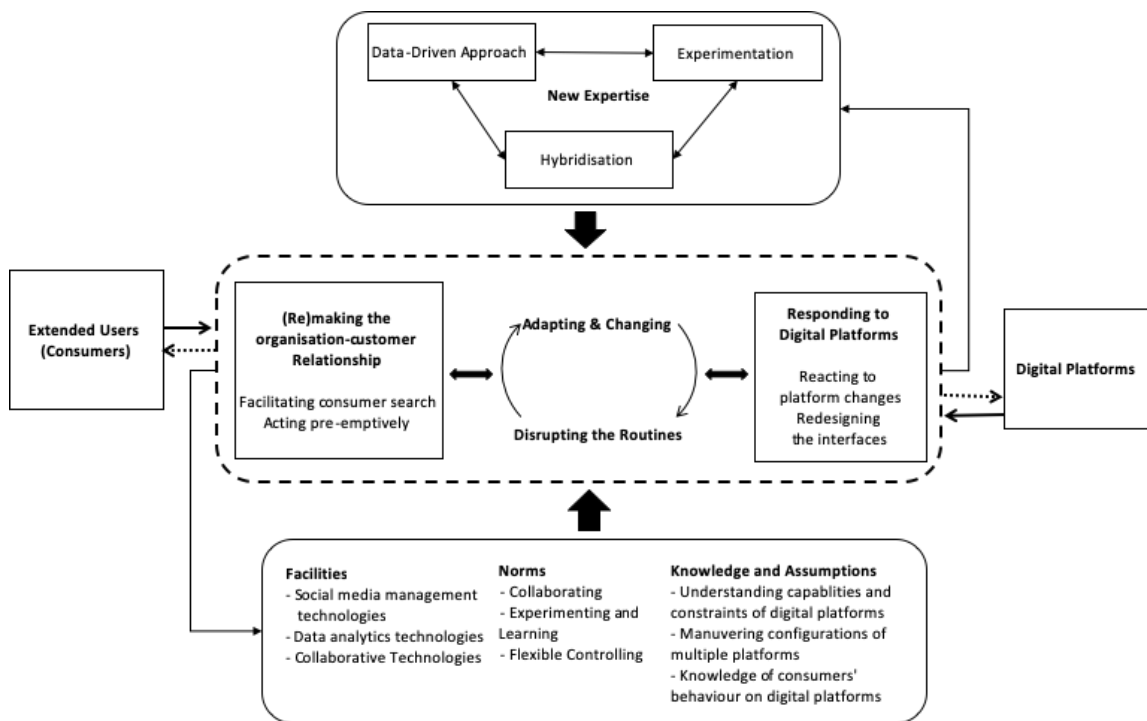 Data-Driven Approach
Experimentation
New Expertise
Hybridisation
Extended Users
(Consumers)
(Re)making the
organisation-customer
Relationship
Facilitating consumer search
Acting pre-emptively
Adapting & Changing
Disrupting the Routines
Responding to
Digital Platforms
Reacting to
platform changes
Redesigning
the interfaces
Digital Platforms
Facilities
- Social media management
technologies
- Data analytics technologies
- Collaborative Technologies
Norms
- Collaborating
- Experimenting and
Learning
- Flexible Controlling
Knowledge and Assumptions
- Understanding capablities and
constraints of digital platforms
- Manuvering configurations of
multiple platforms
- Knowledge of consumers'
behaviour on digital platforms